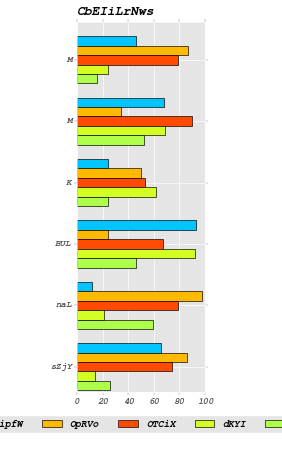 CbEIiLrNws
M
M
K
BUL
naL
sZjY
0 20 40 60 80 100
ipfW OpRVo OTCiX dKYI